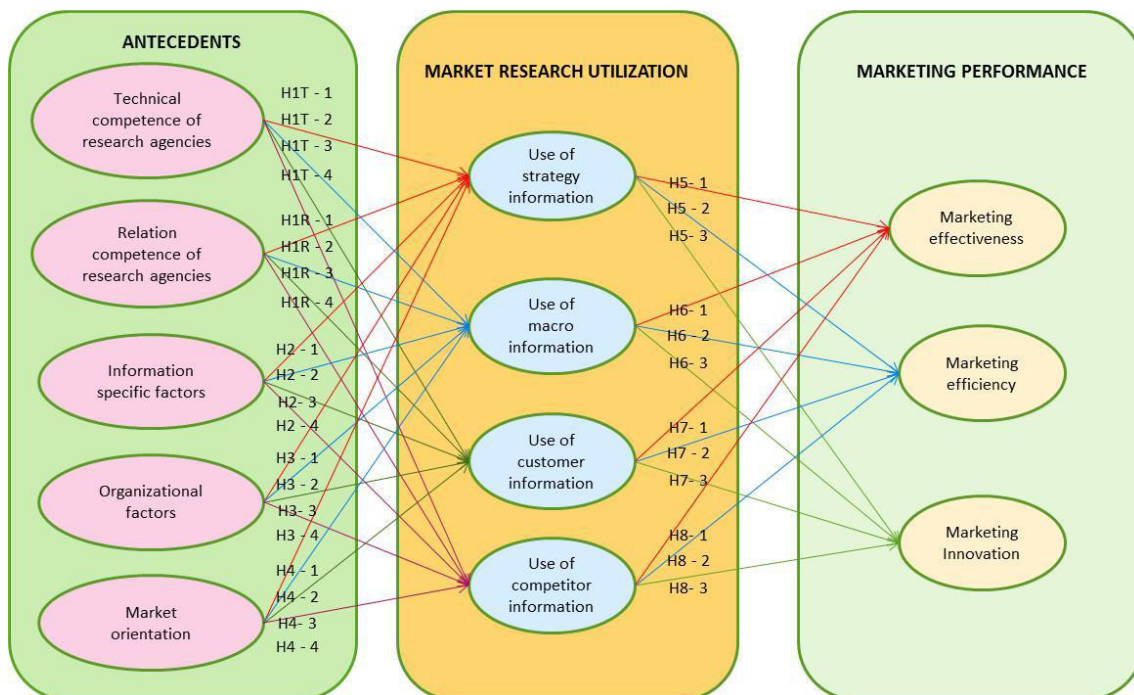 ANTECEDENTS
Technical
competence of
research agencies
H1T - 1
H1T - 2
H1T - 3
H1T - 4
Relation
competence of
research agencies
H1R - 1
H1R - 2
H1R - 3
H1R - 4
Information
specific factors
H2 - 1
H2 - 2
H2- 3
H2 - 4
Organizational
factors
H3 - 1
H3 - 2
H3- 3
H3 - 4
Market
orientation
H4 - 1
H4 - 2
H4- 3
H4 - 4
MARKET RESEARCH UTILIZATION
Use of
strategy
information
H5- 1
H5 - 2
H5- 3
Use of
macro
information
H6- 1
H6 - 2
H6- 3
Use of
customer
information
H7- 1
H7 - 2
H7- 3
Use of
competitor
information
H8- 1
H8 - 2
H8- 3
MARKETING PERFORMANCE
Marketing
effectiveness
Marketing
efficiency
Marketing
Innovation